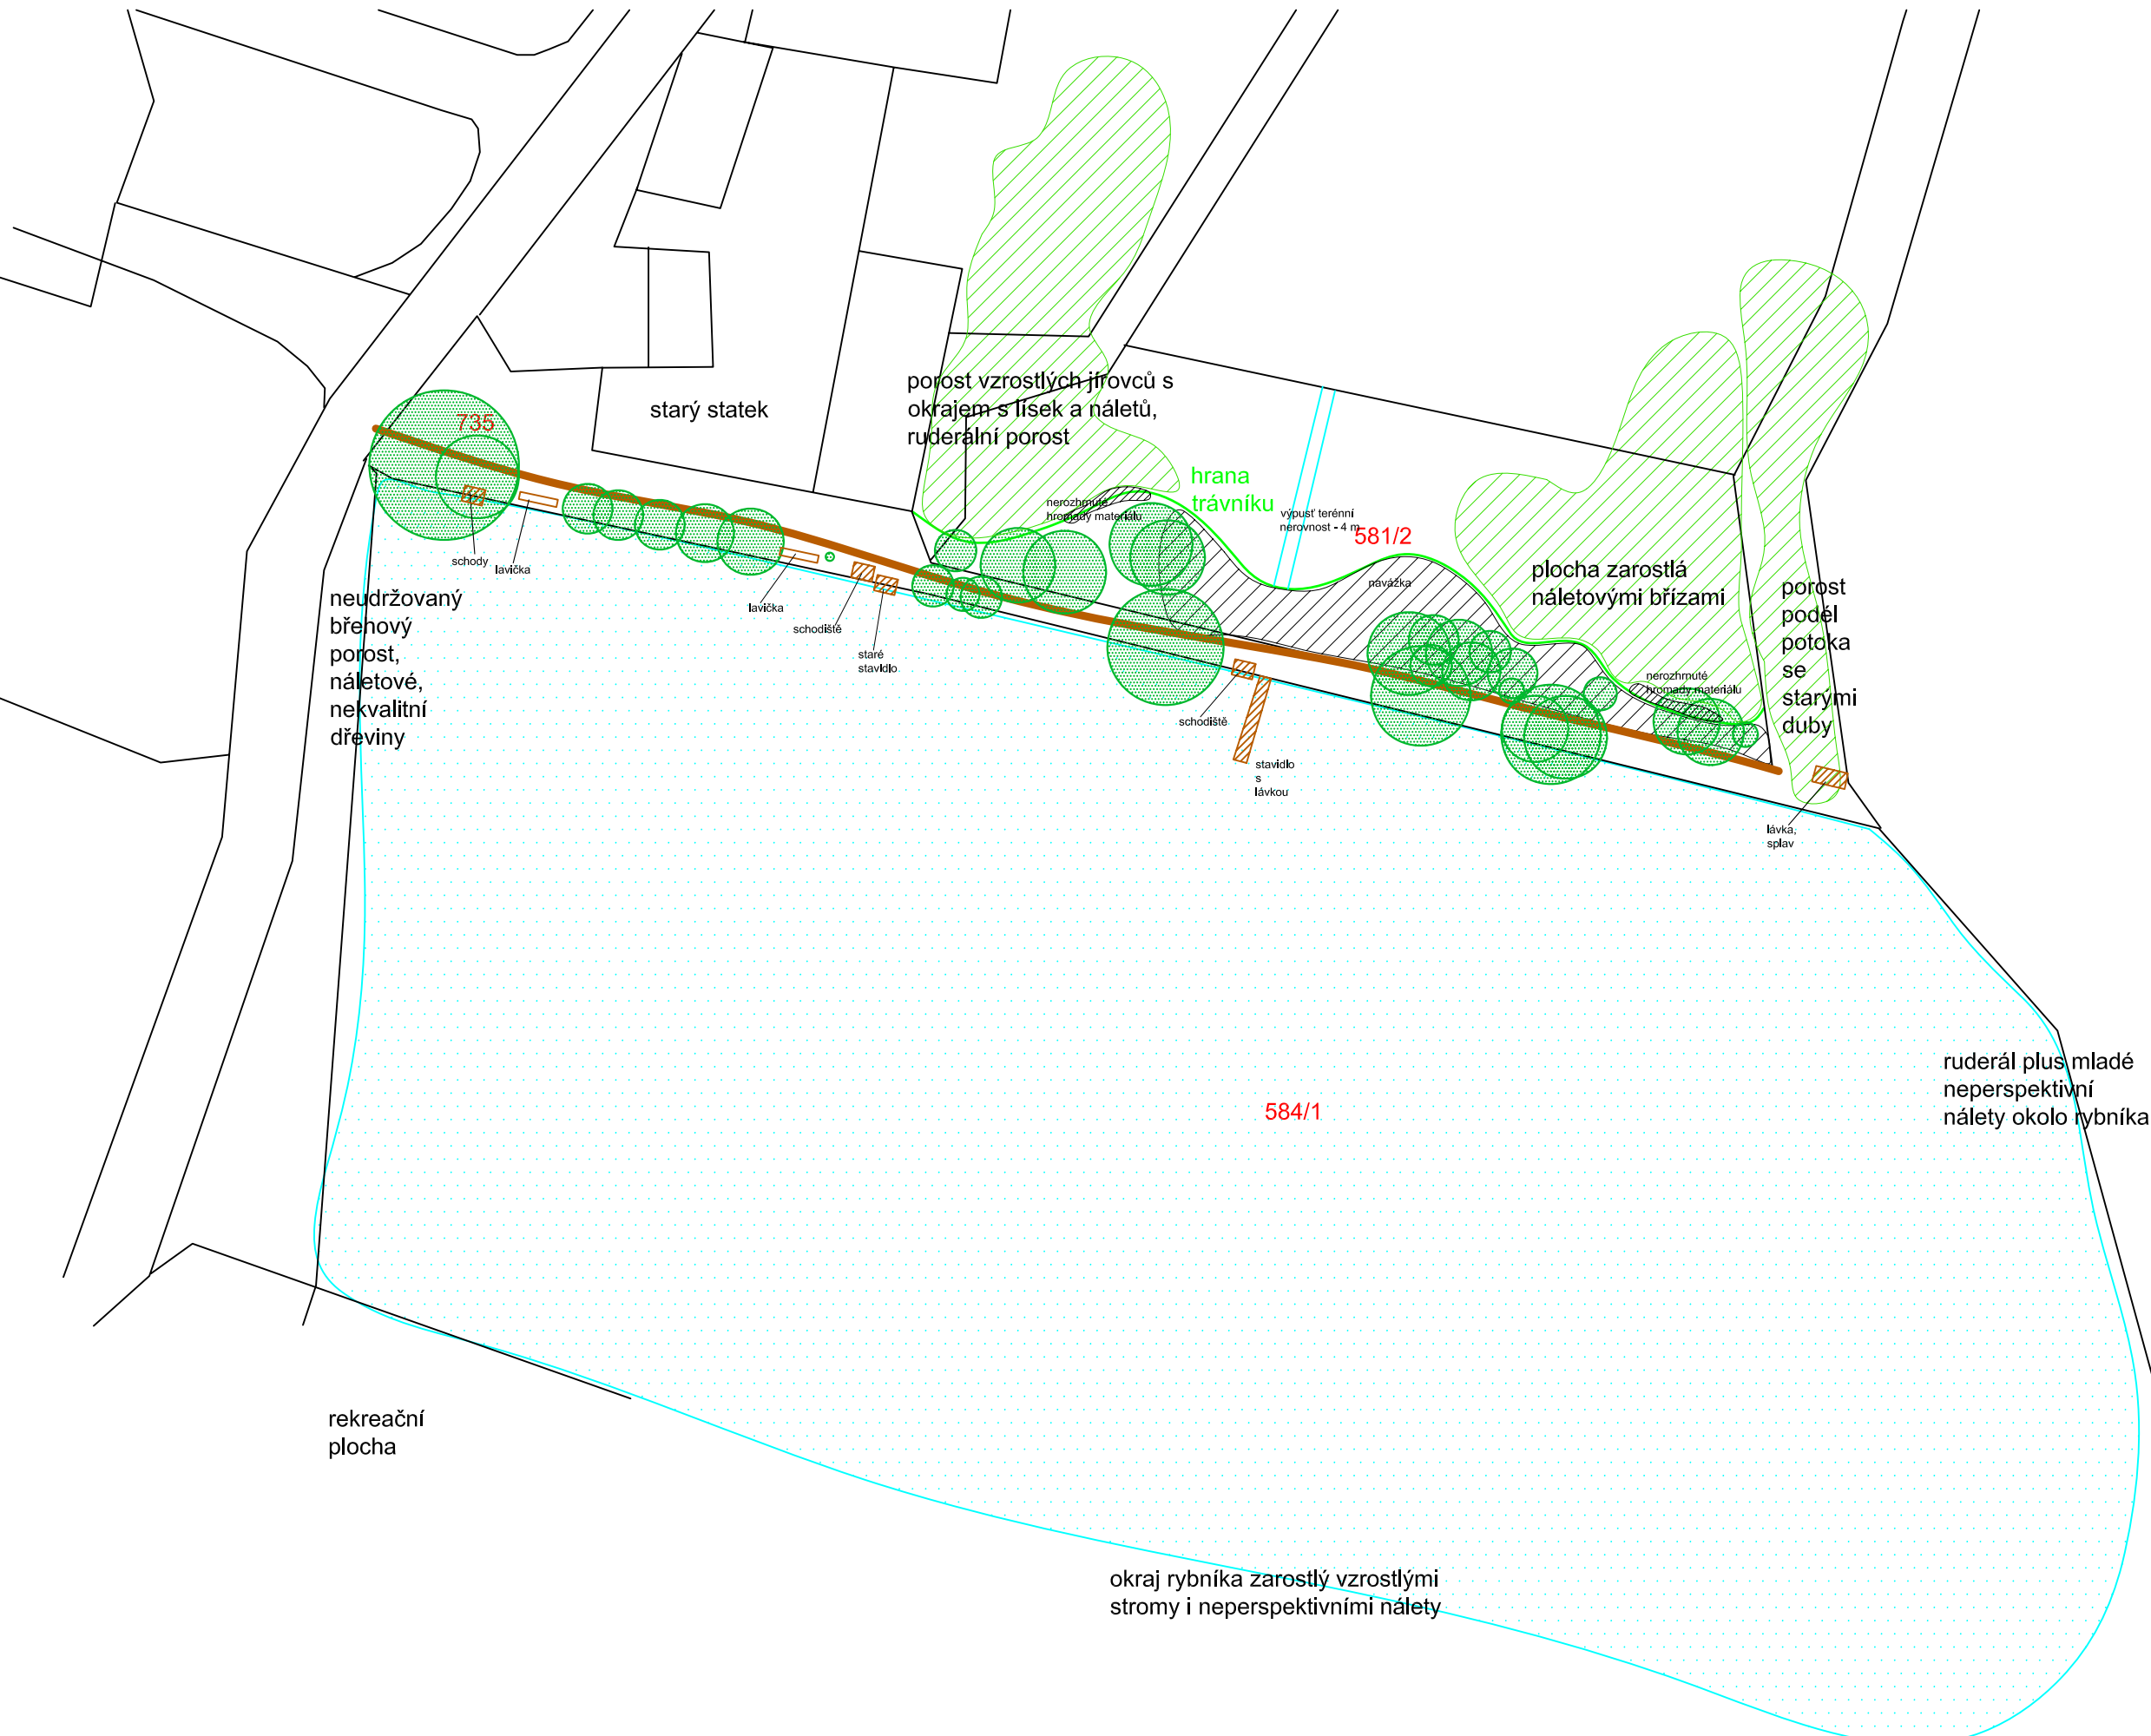 735
starý statek
porost vzrostlých jírovců s
okrajem s lísek a náletů,
ruderální porost
hrana
trávníku
nerozhrnuté
hromady materiálu
výpusť terénní
nerovnost - 4 m
581/2
navážka
plocha zarostlá
náletovými břízami
porost
podél
potoka
se
starými
duby
schody
lavička
neudržovaný
břehový
porost,
náletové,
nekvalitní
dřeviny
lavička
schodiště
staré
stavidlo
schodiště
stavidlo
s
lávkou
nerozhrnuté
hromady materiálu
lávka,
splav
ruderál plus mladé
neperspektivní
nálety okolo rybníka
584/1
rekreační
plocha
okraj rybníka zarostlý vzrostlými
stromy i neperspektivními nálety